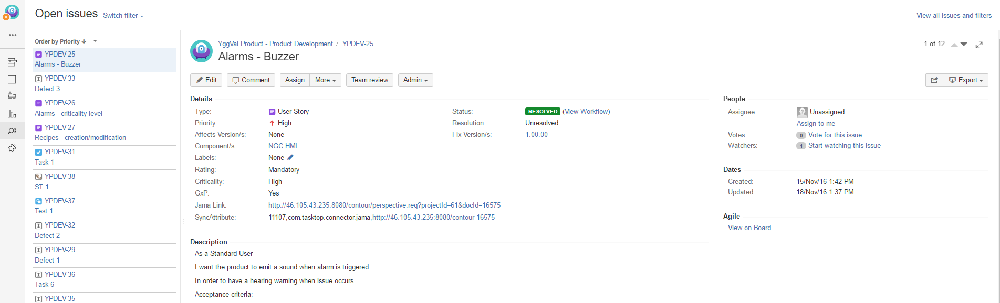 Open issues Switch filter
View all issues and filters
Order by Priority
YPDEV-25
Alarms - Buzzer
YPDEV-33
Defect 3
YPDEV-26
Alarms - criticality level
YPDEV-27
Recipes - creation/modification
YPDEV-31
Task 1
YPDEV-38
ST 1
YPDEV-37
Test 1
YPDEV-32
Defect 2
YPDEV-29
Defect 1
YPDEV-36
Task 6
YPDEV-35
YggVal Product - Product Development / YPDEV-25
Alarms - Buzzer
1 of 12
Edit Comment Assign More Team review Admin
Export
Details
Type: User Story
Priority: High
Affects Version/s: None
Component/s: NGC HMI
Labels: None
Rating: Mandatory
Criticality: High
GxP: Yes
Jama Link: http://46.105.43.235:8080/contour/perspective.req?projectId=61&docId=16575
SyncAttribute: 11107,com.tasktop.connector.jama,http://46.105.43.235:8080/contour-16575
Status: RESOLVED (View Workflow)
Resolution: Unresolved
Fix Version/s: 1.00.00
Description
As a Standard User
I want the product to emit a sound when alarm is triggered
In order to have a hearing warning when issue occurs
Acceptance criteria:
People
Assignee: Unassigned
Assign to me
Votes: 0 Vote for this issue
Watchers: 1 Start watching this issue
Dates
Created: 15/Nov/16 1:42 PM
Updated: 18/Nov/16 1:37 PM
Agile
View on Board